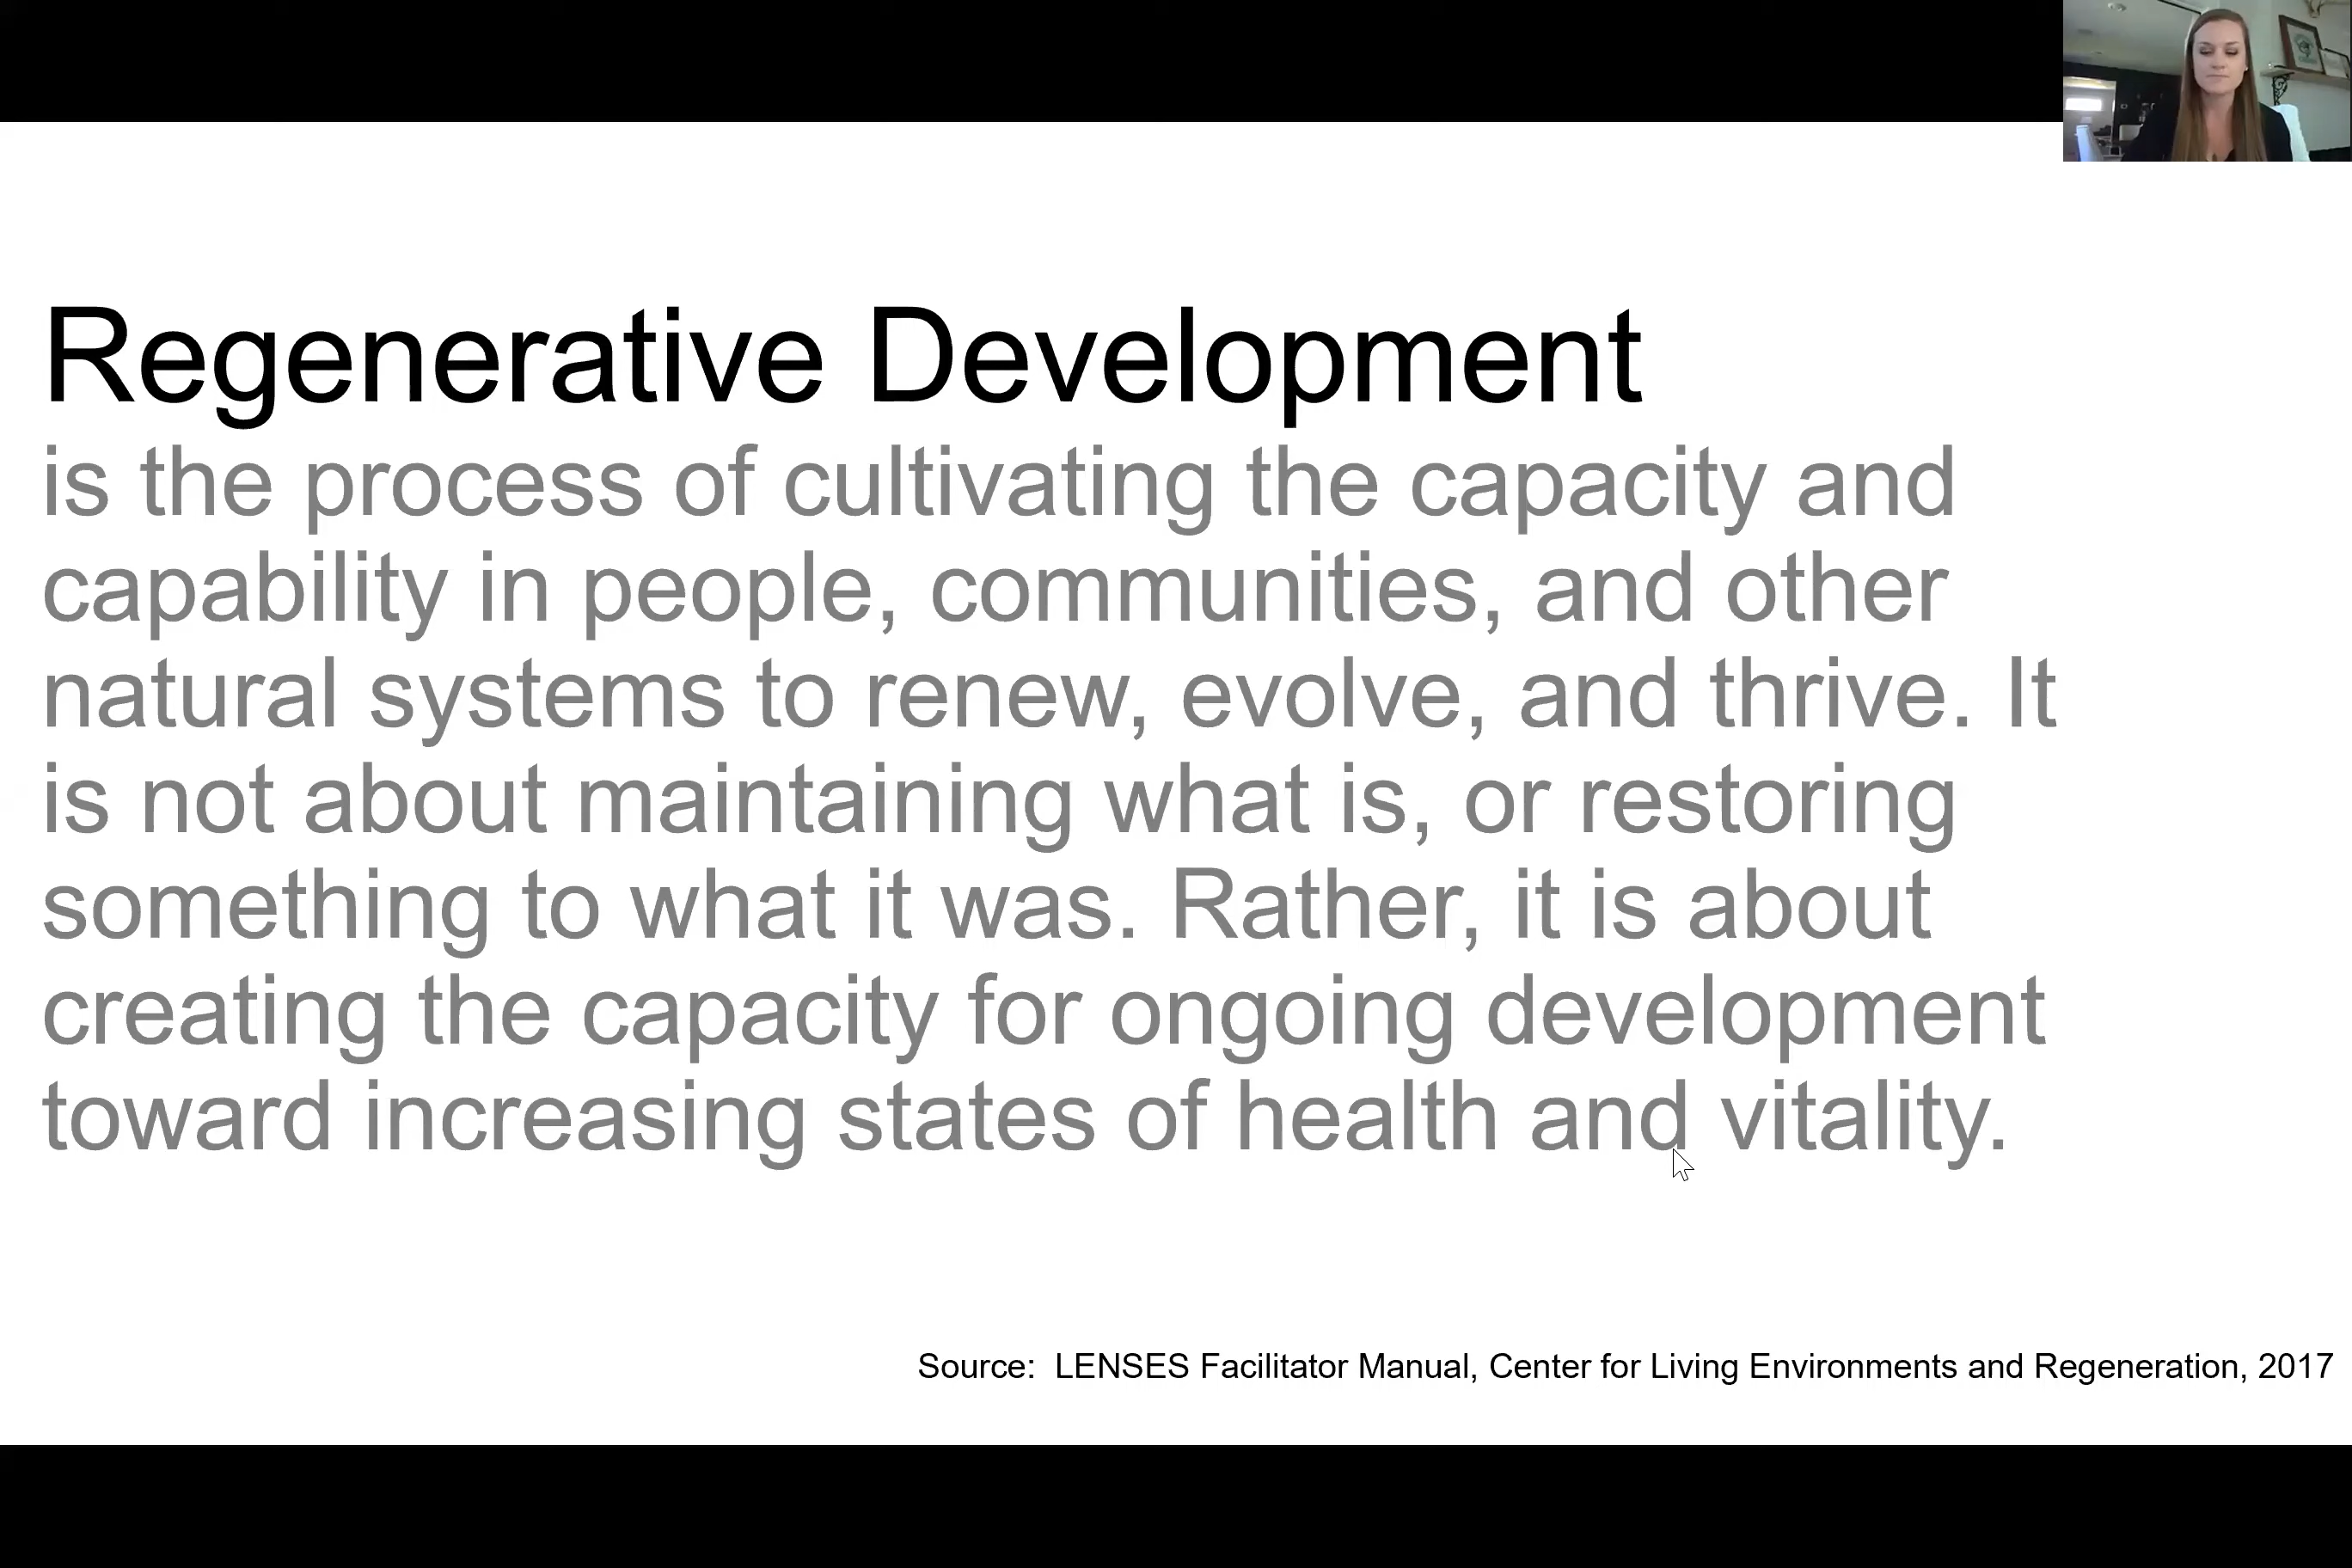 Regenerative Development
is the process of cultivating the capacity and
capability in people, communities, and other
natural systems to renew, evolve, and thrive. It
is not about maintaining what is, or restoring
something to what it was. Rather, it is about
creating the capacity for ongoing development
toward increasing states of health and vitality.
Source:  LENSES Facilitator Manual, Center for Living Environments and Regeneration, 2017